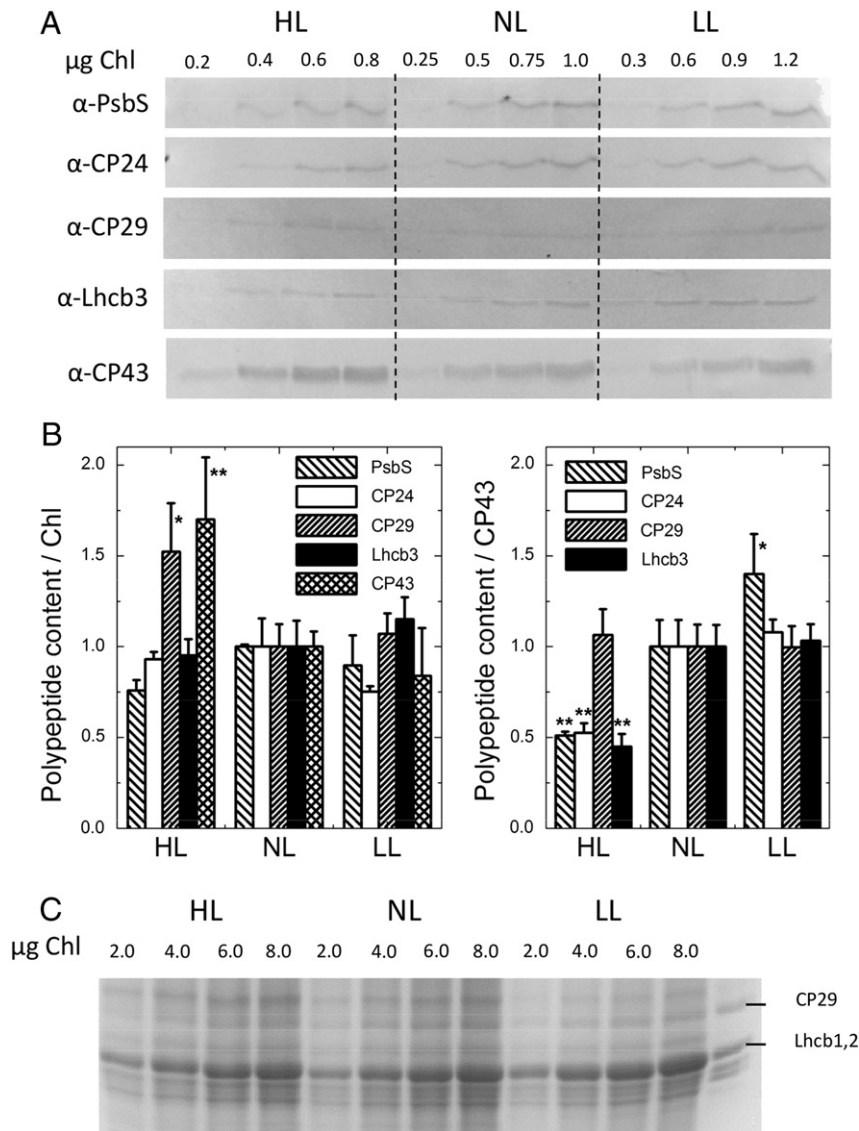 A
HL NL LL
µg Chl 0.2 0.4 0.6 0.8 0.25 0.5 0.75 1.0 0.3 0.6 0.9 1.2
α-PsbS
α-CP24
α-CP29
α-Lhcb3
α-CP43
B
Polypeptide content / Chl
2.0
1.5
1.0
0.5
0.0
PsbS
CP24
CP29
Lhcb3
CP43
*
**
HL NL LL
Polypeptide content / CP43
2.0
1.5
1.0
0.5
0.0
PsbS
CP24
CP29
Lhcb3
** ** **
*
HL NL LL
C
HL NL LL
µg Chl 2.0 4.0 6.0 8.0 2.0 4.0 6.0 8.0 2.0 4.0 6.0 8.0
CP29
Lhcb1,2